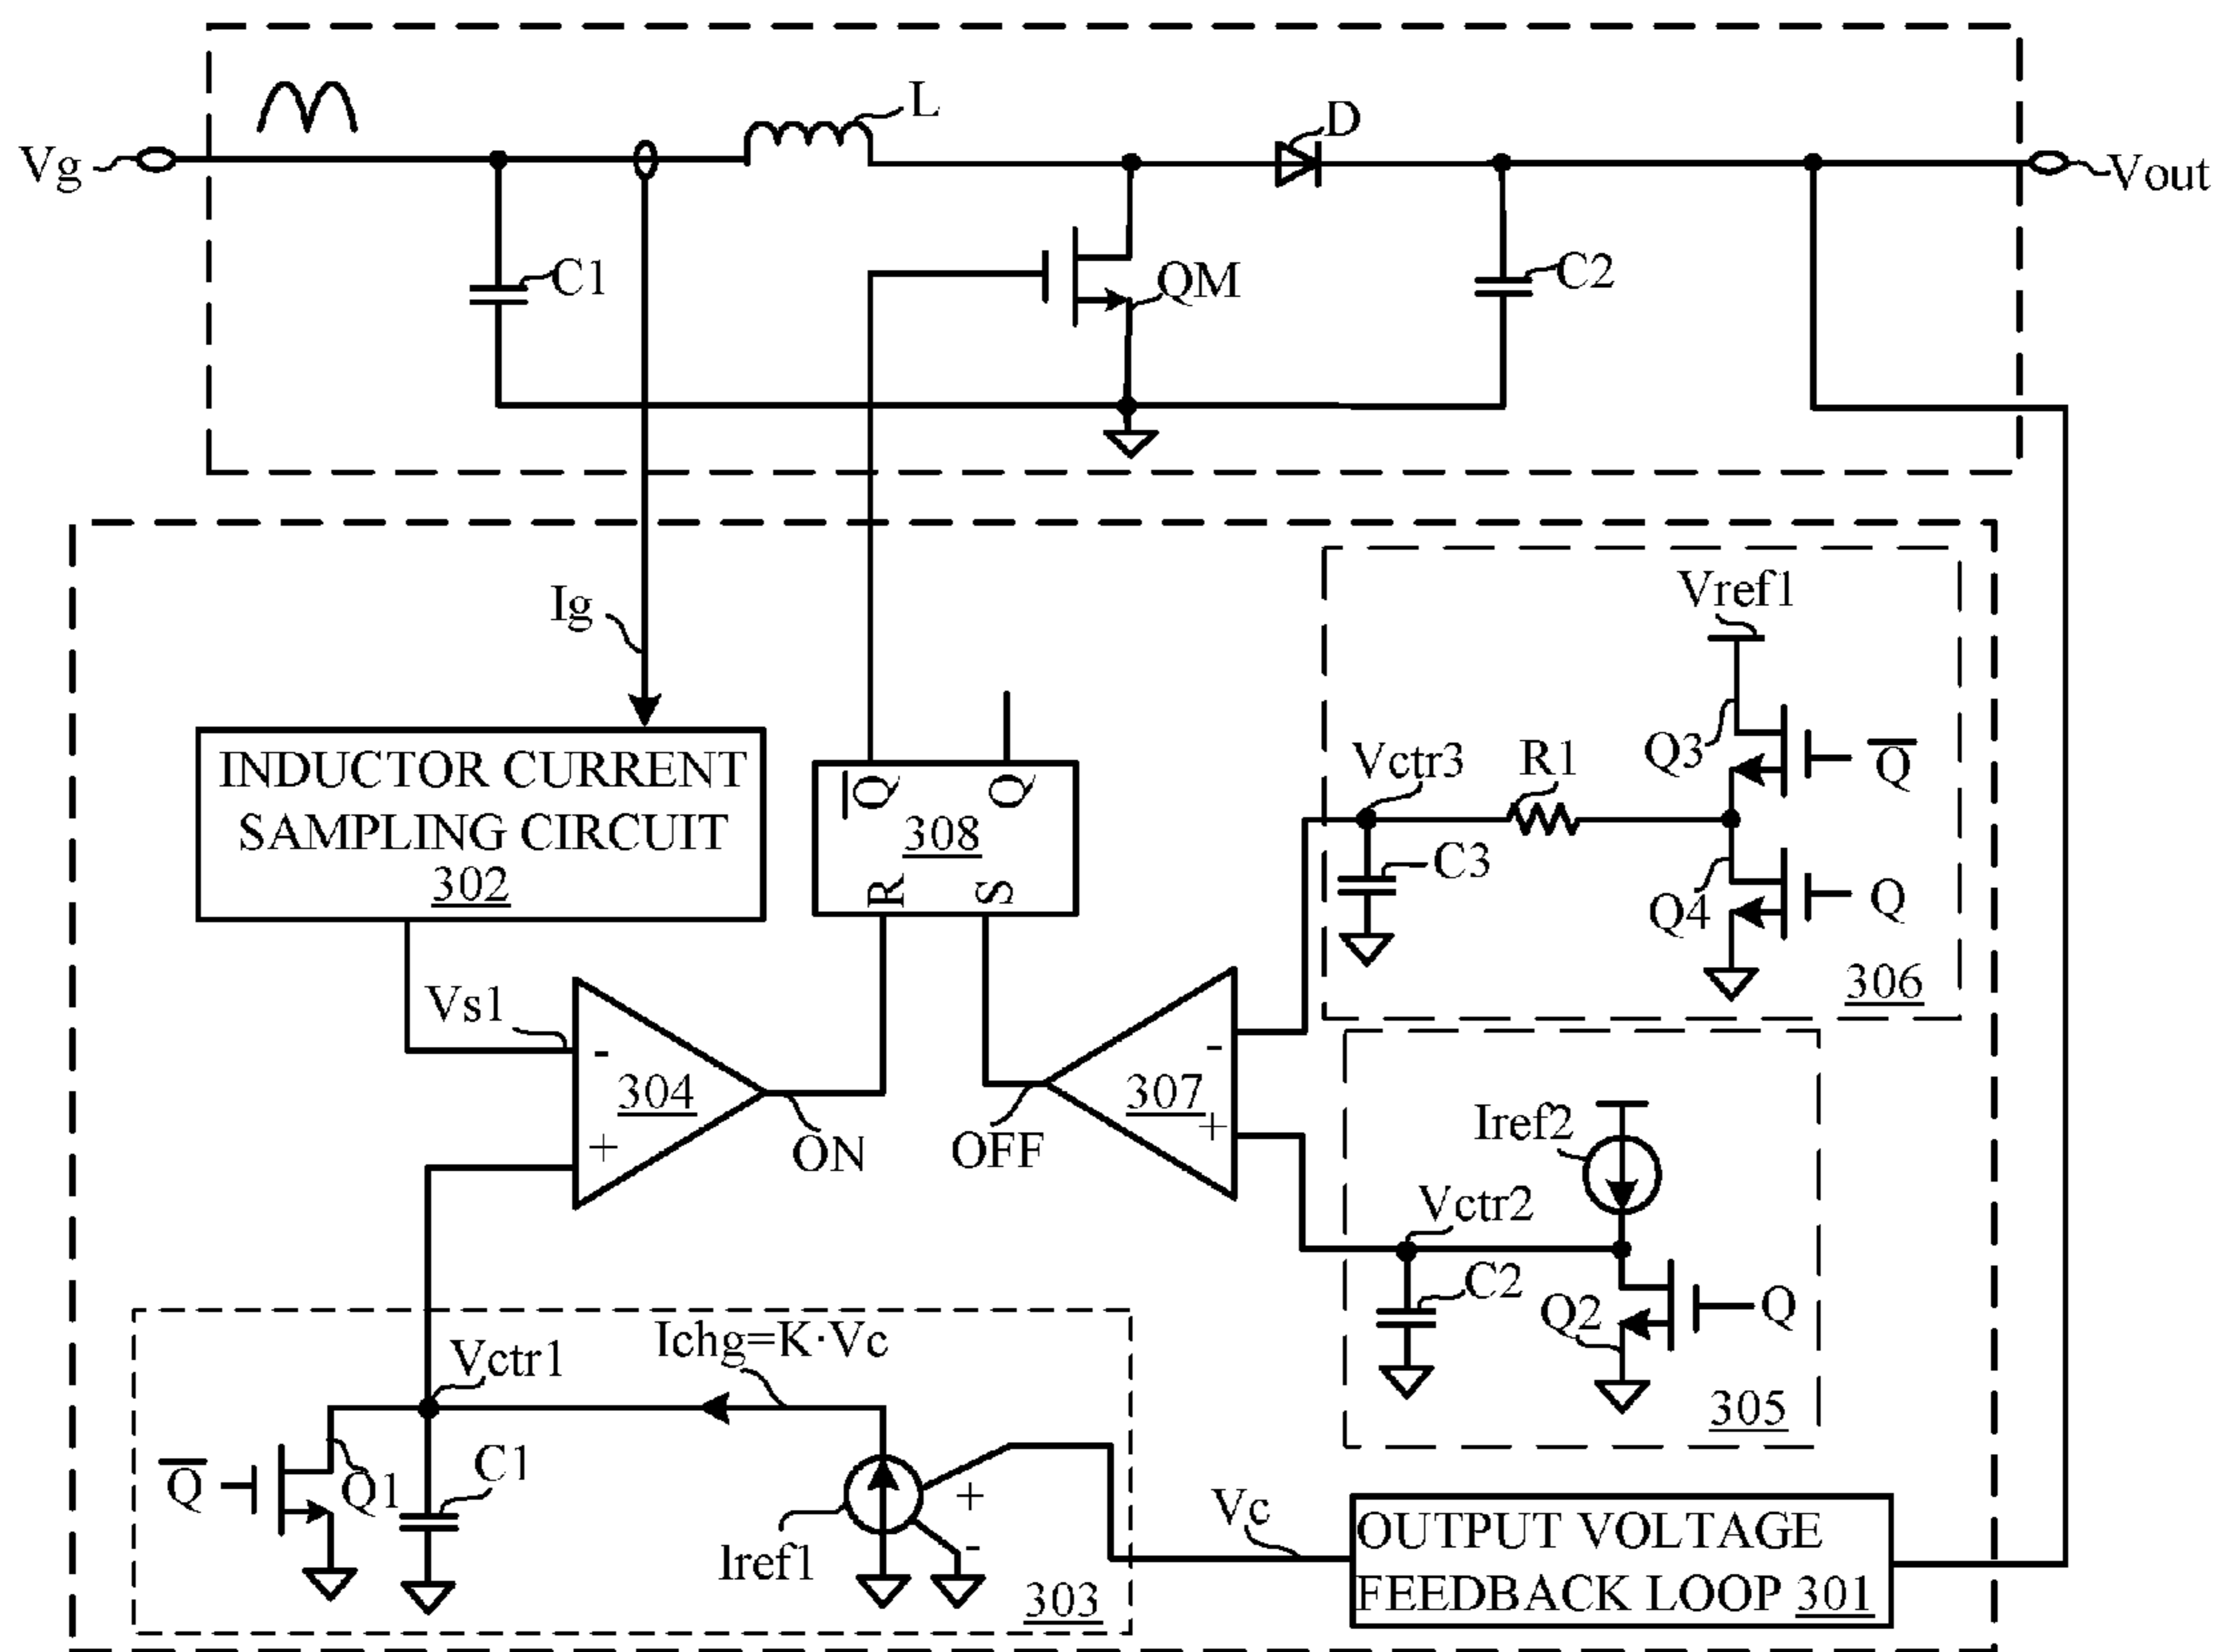 L
D
Vg
Vout
C1
QM
C2
Ig
Vref1
INDUCTOR CURRENT
SAMPLING CIRCUIT
302
Q̅ Q
308
R S
Vctr3
R1
Q3
Q̅
C3
Q4
Q
306
Vs1
-
304
+
ON
OFF
-
307
+
Iref2
Vctr2
C2
Q2
Q
305
Ichg=K·Vc
Vctr1
Q̅
Q1
C1
+
-
Iref1
303
Vc
OUTPUT VOLTAGE
FEEDBACK LOOP 301